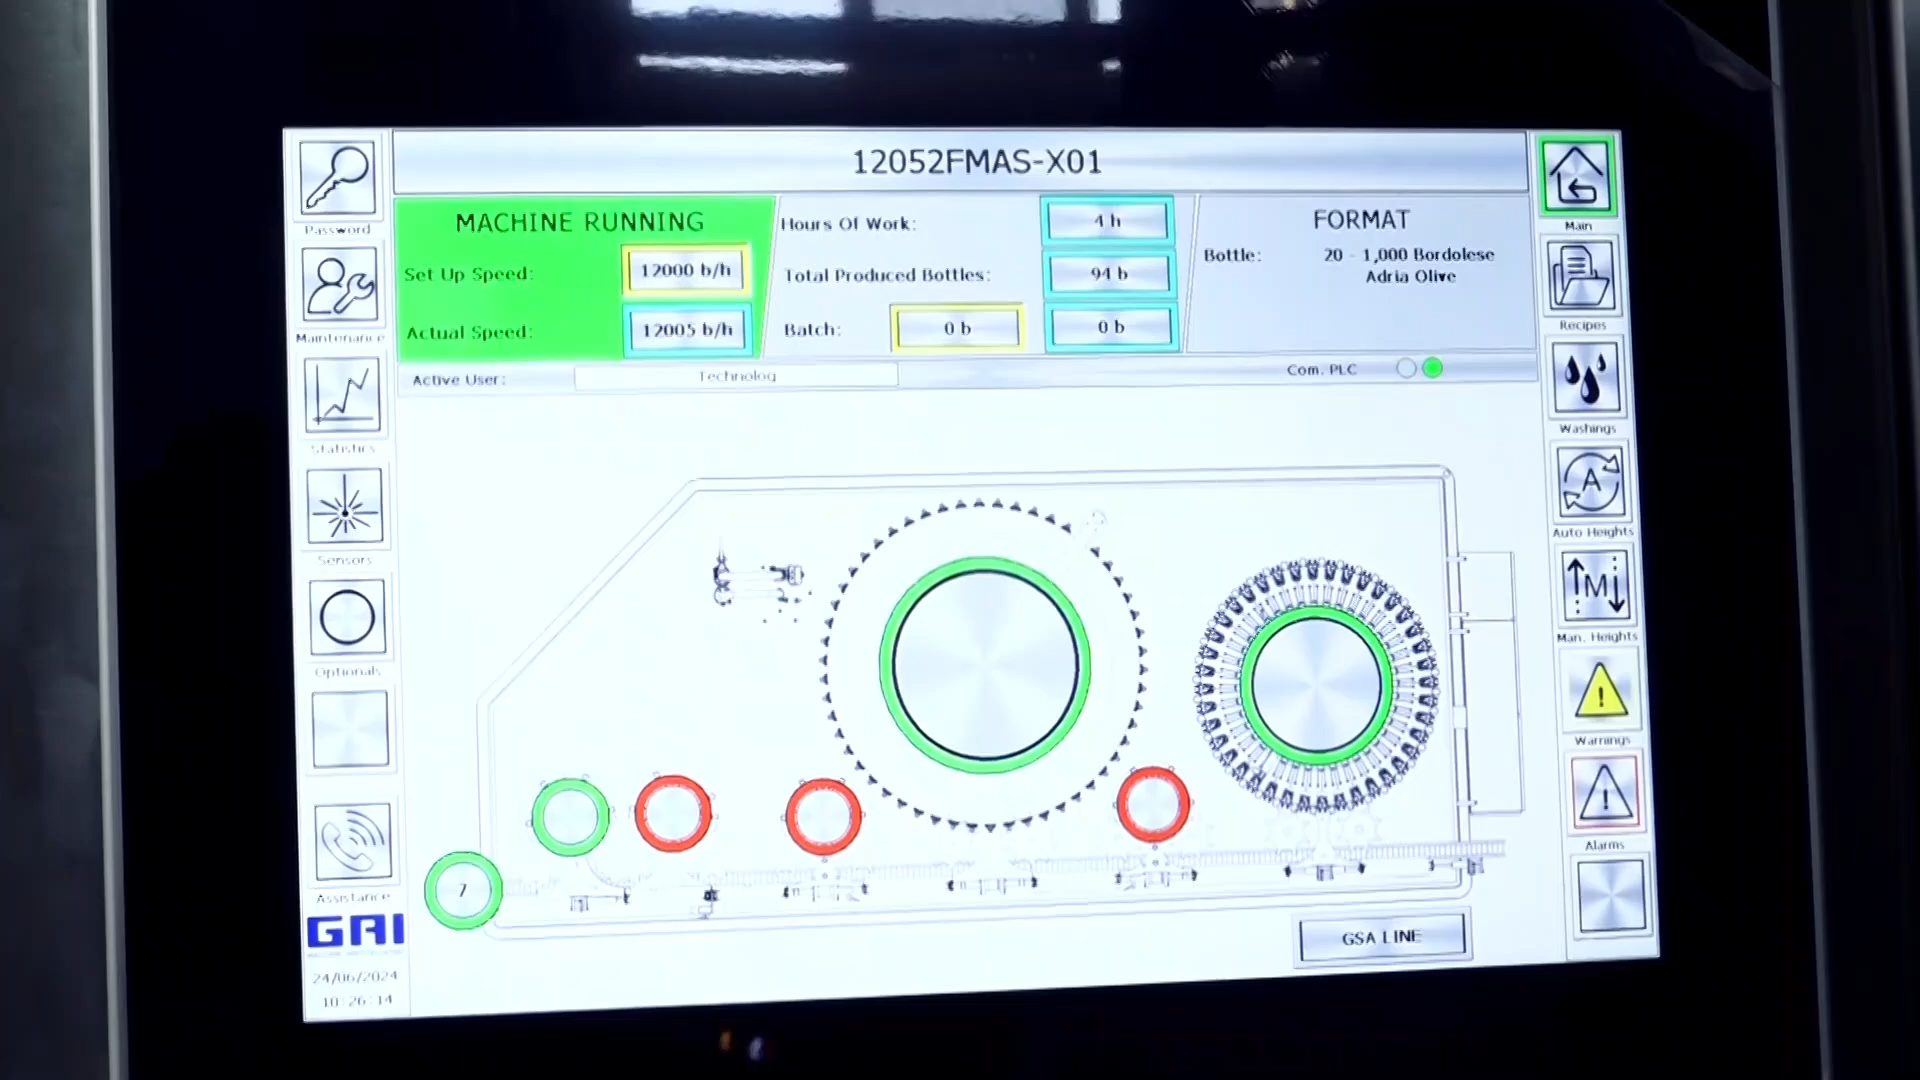 12052FMAS-X01
MACHINE RUNNING
Set Up Speed: 12000 b/h
Actual Speed: 12005 b/h
Hours Of Work: 4 h
Total Produced Bottles: 94 b
Batch: 0 b 0 b
FORMAT
Bottle: 20 - 1,000 Bordolese
Adria Olive
Active User: Technolog
Com. PLC
Password
Maintenance
Statistics
Sensors
Optionals
Assistance
GAI
24/06/2024
10:26:14
7
GSA LINE
Main
Recipes
Washings
A
Auto Heights
M
Man. Heights
!
Warnings
!
Alarms